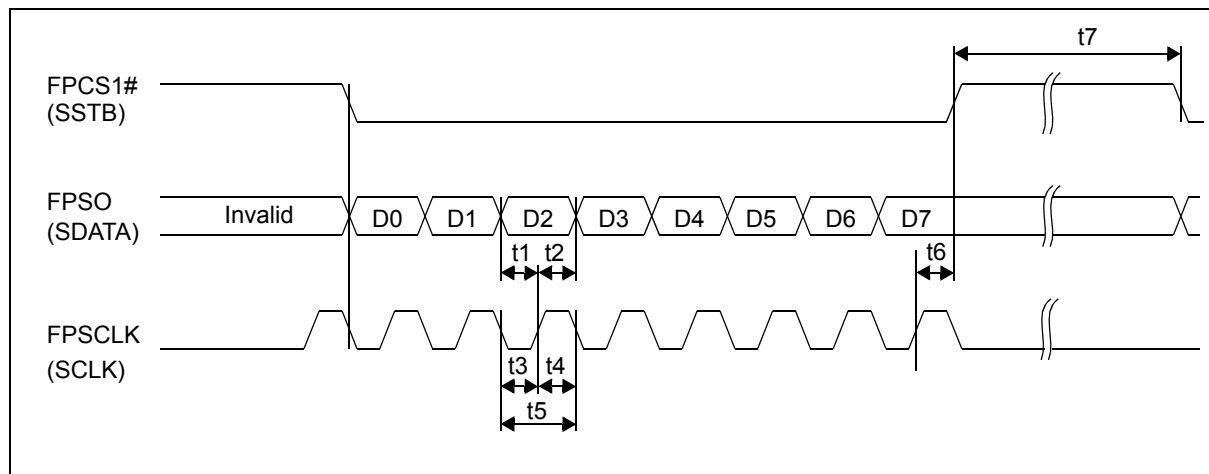 t7
FPCS1#
(SSTB)
FPSO
(SDATA)
Invalid D0 D1 D2 D3 D4 D5 D6 D7
t1 t2 t6
FPSCLK
(SCLK)
t3 t4
t5